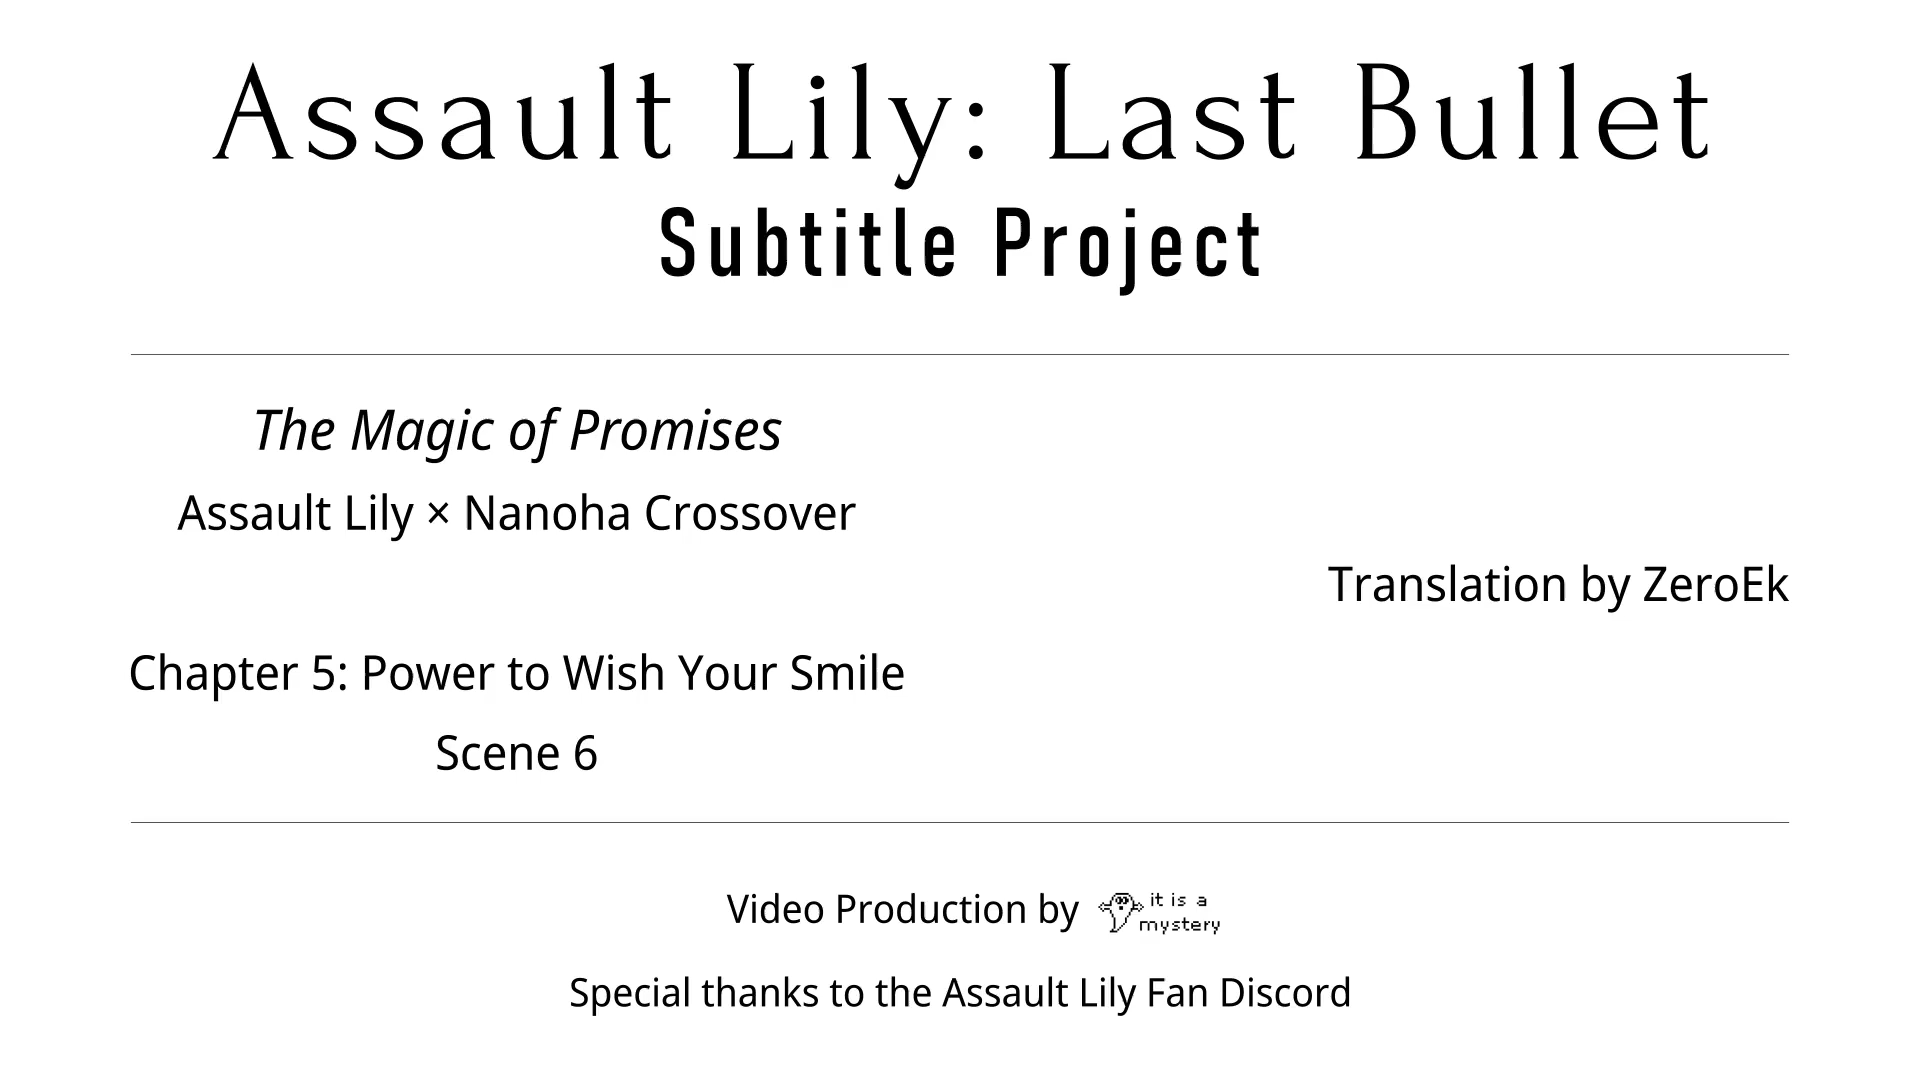 Assault Lily: Last Bullet
Subtitle Project
The Magic of Promises
Assault Lily × Nanoha Crossover
Translation by ZeroEk
Chapter 5: Power to Wish Your Smile
Scene 6
Video Production by it is a mystery
Special thanks to the Assault Lily Fan Discord